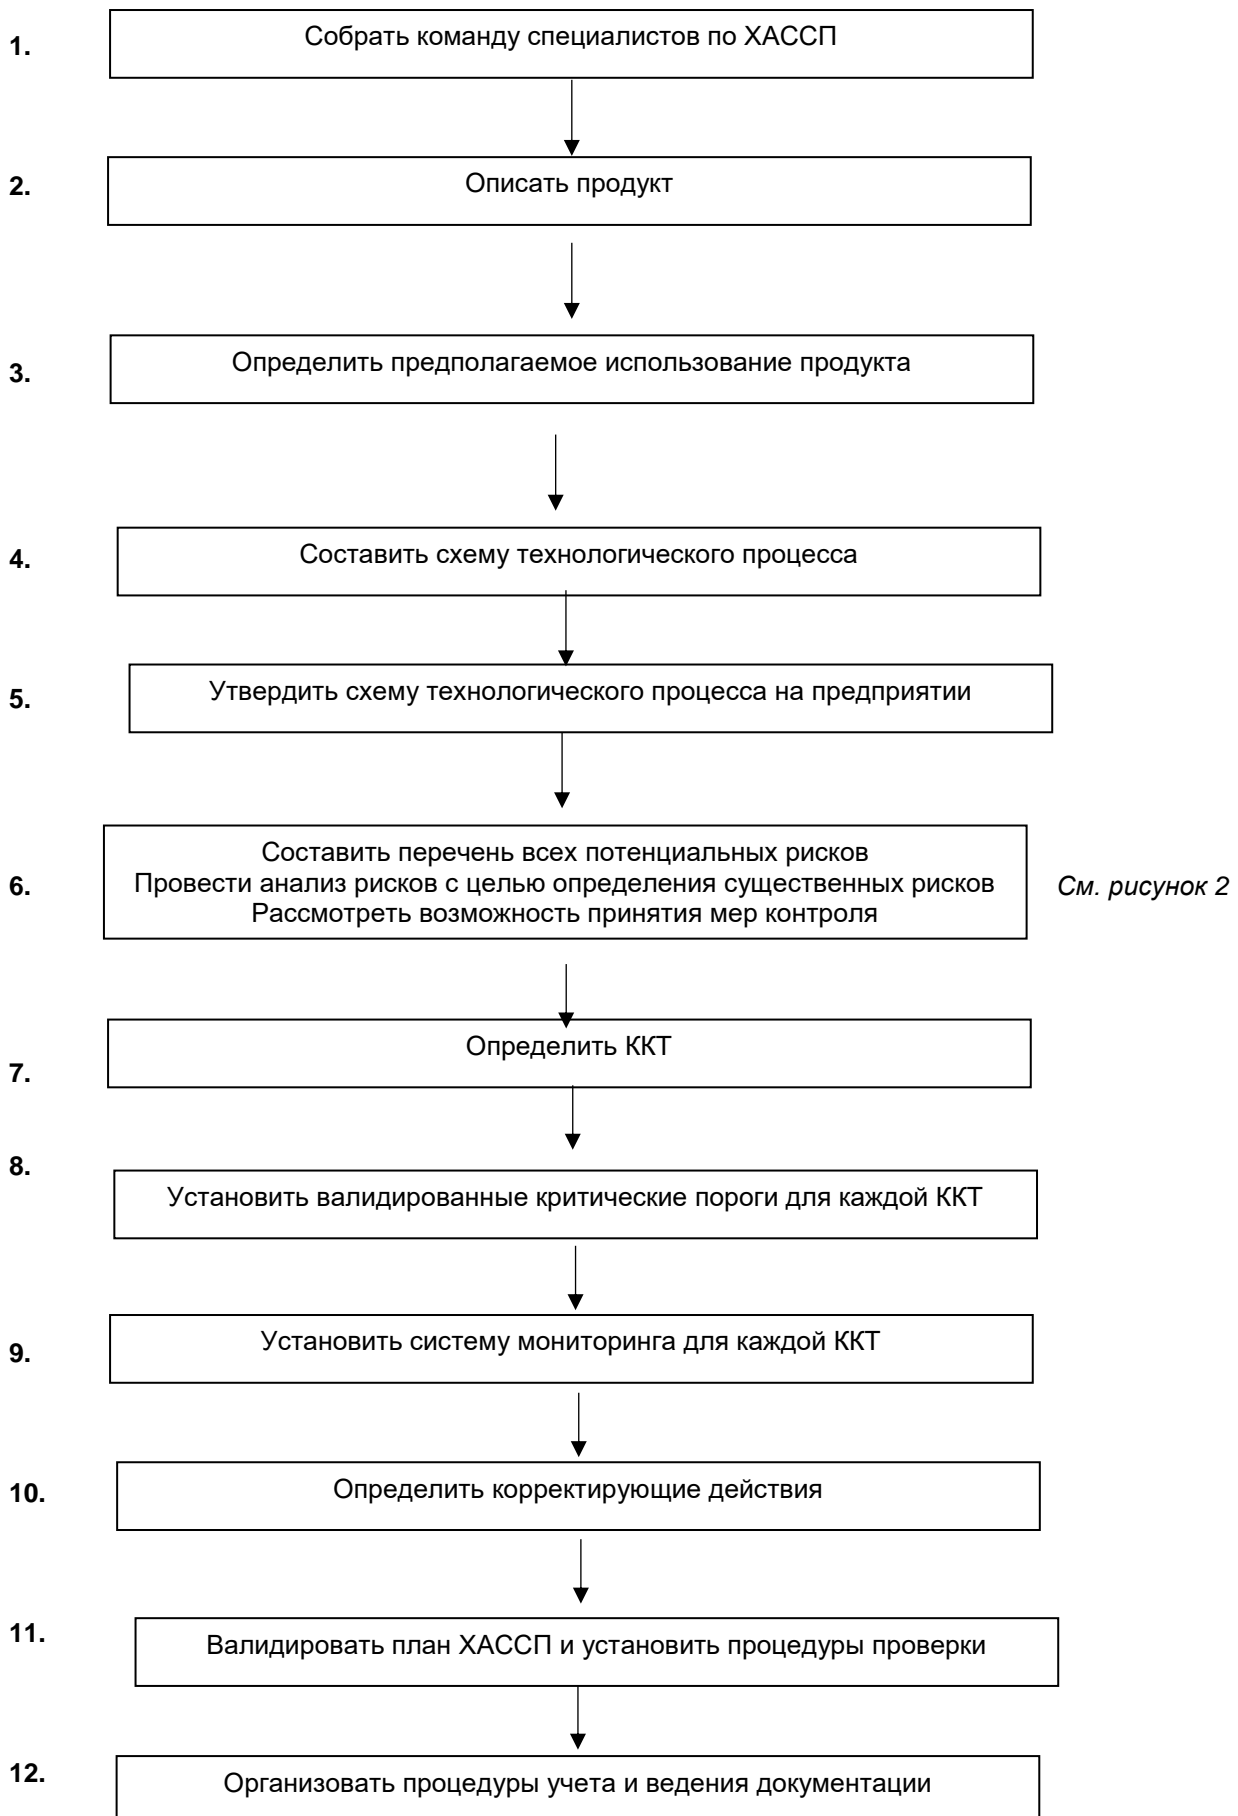 1. Собрать команду специалистов по ХАССП
2. Описать продукт
3. Определить предполагаемое использование продукта
4. Составить схему технологического процесса
5. Утвердить схему технологического процесса на предприятии
Составить перечень всех потенциальных рисков
6. Провести анализ рисков с целью определения существенных рисков См. рисунок 2
Рассмотреть возможность принятия мер контроля
7. Определить ККТ
8. Установить валидированные критические пороги для каждой ККТ
9. Установить систему мониторинга для каждой ККТ
10. Определить корректирующие действия
11. Валидировать план ХАССП и установить процедуры проверки
12. Организовать процедуры учета и ведения документации